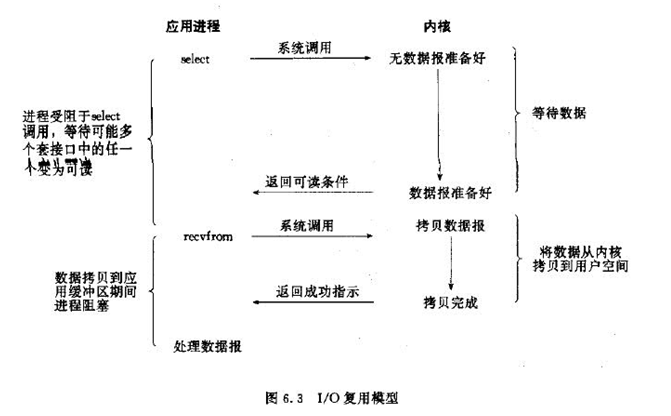 应用进程
内核
select
系统调用
无数据报准备好
进程受阻于select
调用，等待可能多
个套接口中的任一
个变为可读
等待数据
返回可读条件
数据报准备好
recvfrom
系统调用
拷贝数据报
数据拷贝到应
用缓冲区期间
进程阻塞
将数据从内核
拷贝到用户空间
返回成功指示
拷贝完成
处理数据报
图 6.3 I/O 复用模型